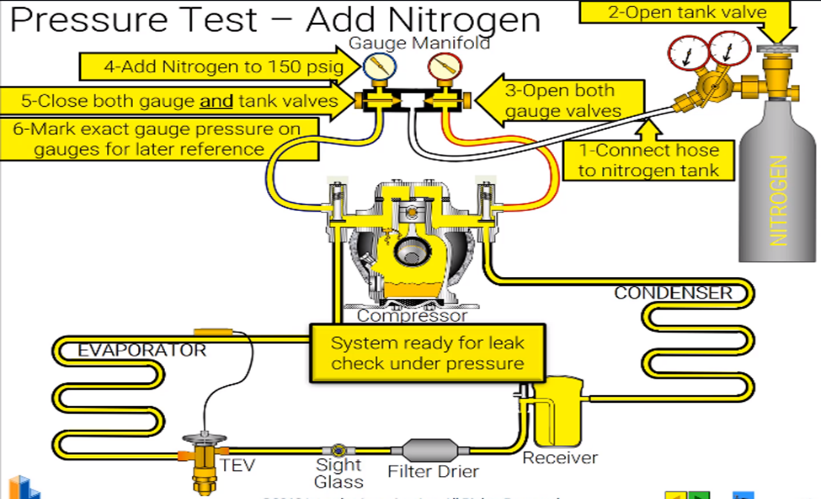 Pressure Test – Add Nitrogen
2-Open tank valve
Gauge Manifold
4-Add Nitrogen to 150 psig
3-Open both
gauge valves
5-Close both gauge and tank valves
6-Mark exact gauge pressure on
gauges for later reference
1-Connect hose
to nitrogen tank
NITROGEN
CONDENSER
Compressor
System ready for leak
check under pressure
EVAPORATOR
TEV
Sight
Glass
Filter Drier
Receiver